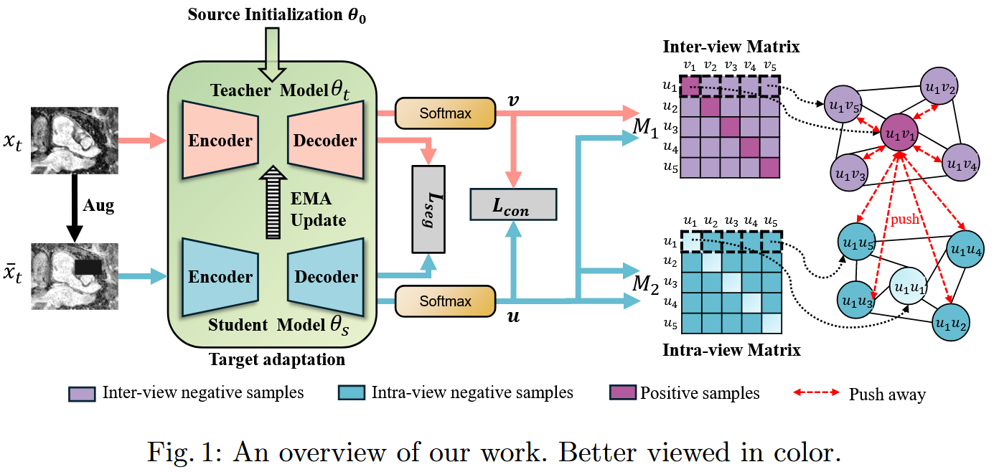 Source Initialization θ₀
Teacher Model θₜ
Encoder
Decoder
xₜ
Aug
x̄ₜ
EMA
Update
Encoder
Decoder
Student Model θₛ
Target adaptation
Softmax
v
L_seg
L_con
Softmax
u
M₁
M₂
Inter-view Matrix
v₁ v₂ v₃ v₄ v₅
u₁
u₂
u₃
u₄
u₅
u₁v₂
u₁v₅
u₁v₁
u₁v₃
u₁v₄
push
u₁ u₂ u₃ u₄ u₅
u₁
u₂
u₃
u₄
u₅
Intra-view Matrix
u₁u₅
u₁u₄
u₁u₁
u₁u₃
u₁u₂
Inter-view negative samples
Intra-view negative samples
Positive samples
Push away
Fig. 1: An overview of our work. Better viewed in color.